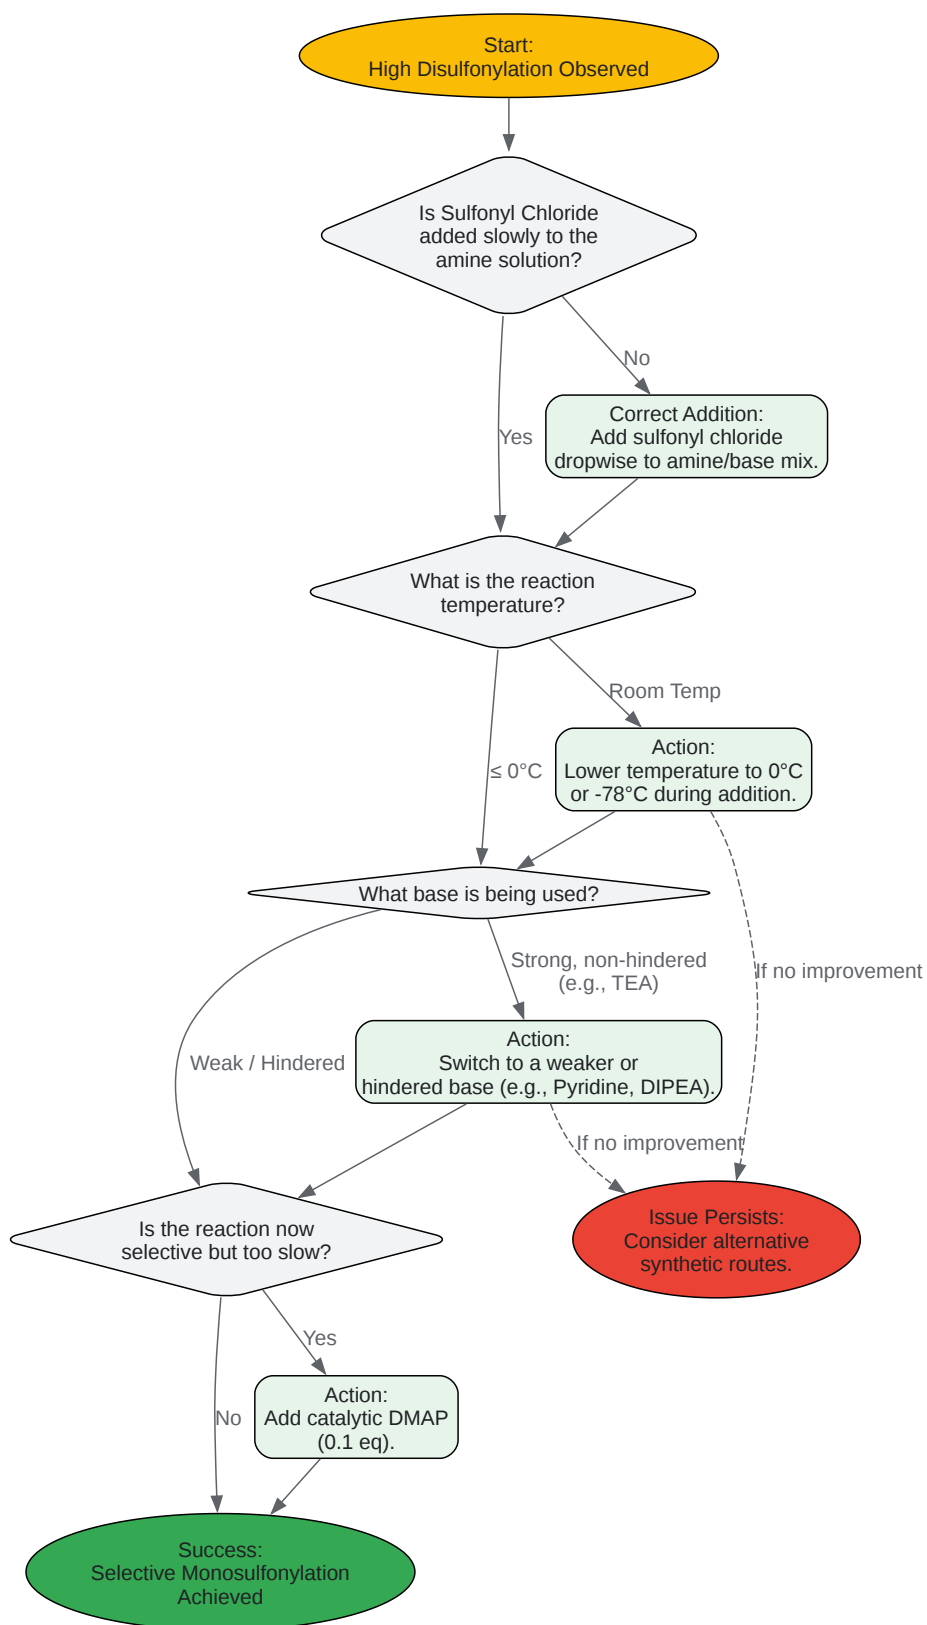 Start:
High Disulfonylation Observed
Is Sulfonyl Chloride
added slowly to the
amine solution?
No
Yes
Correct Addition:
Add sulfonyl chloride
dropwise to amine/base mix.
What is the reaction
temperature?
Room Temp
≤ 0°C
Action:
Lower temperature to 0°C
or -78°C during addition.
What base is being used?
Strong, non-hindered
(e.g., TEA)
If no improvement
Weak / Hindered
Action:
Switch to a weaker or
hindered base (e.g., Pyridine, DIPEA).
If no improvement
Is the reaction now
selective but too slow?
Issue Persists:
Consider alternative
synthetic routes.
Yes
No
Action:
Add catalytic DMAP
(0.1 eq).
Success:
Selective Monosulfonylation
Achieved